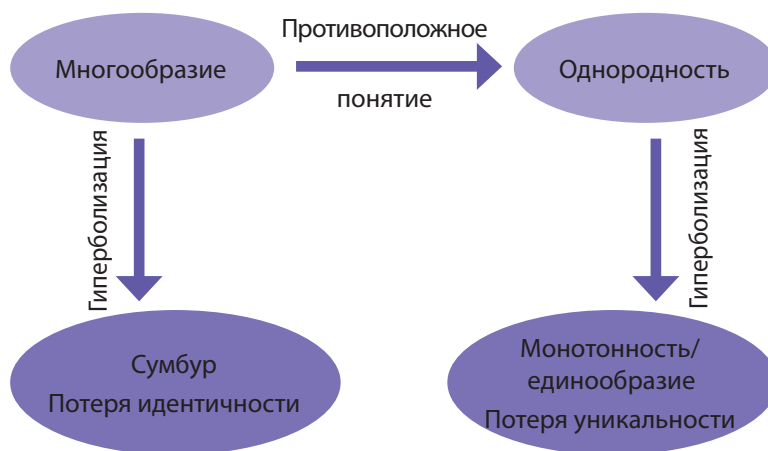 Противоположное
Многообразие
Однородность
понятие
Гиперболизация
Гиперболизация
Сумбур
Потеря идентичности
Монотонность/
единообразие
Потеря уникальности